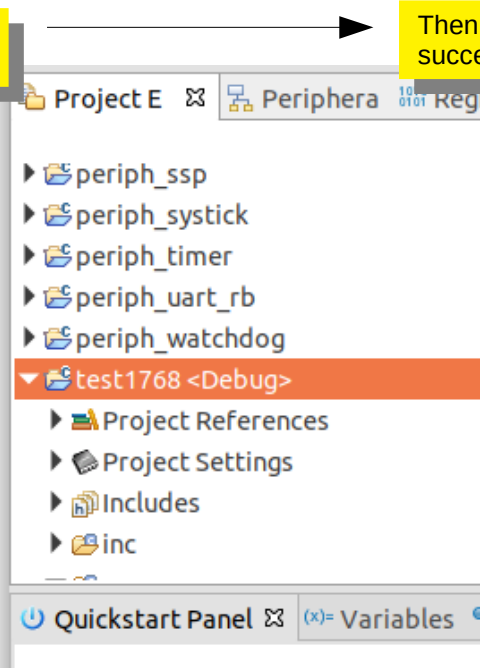 Then
succe
Project E
Periphera
Reg
periph_ssp
periph_systick
periph_timer
periph_uart_rb
periph_watchdog
test1768 <Debug>
Project References
Project Settings
Includes
inc
Quickstart Panel
(x)= Variables